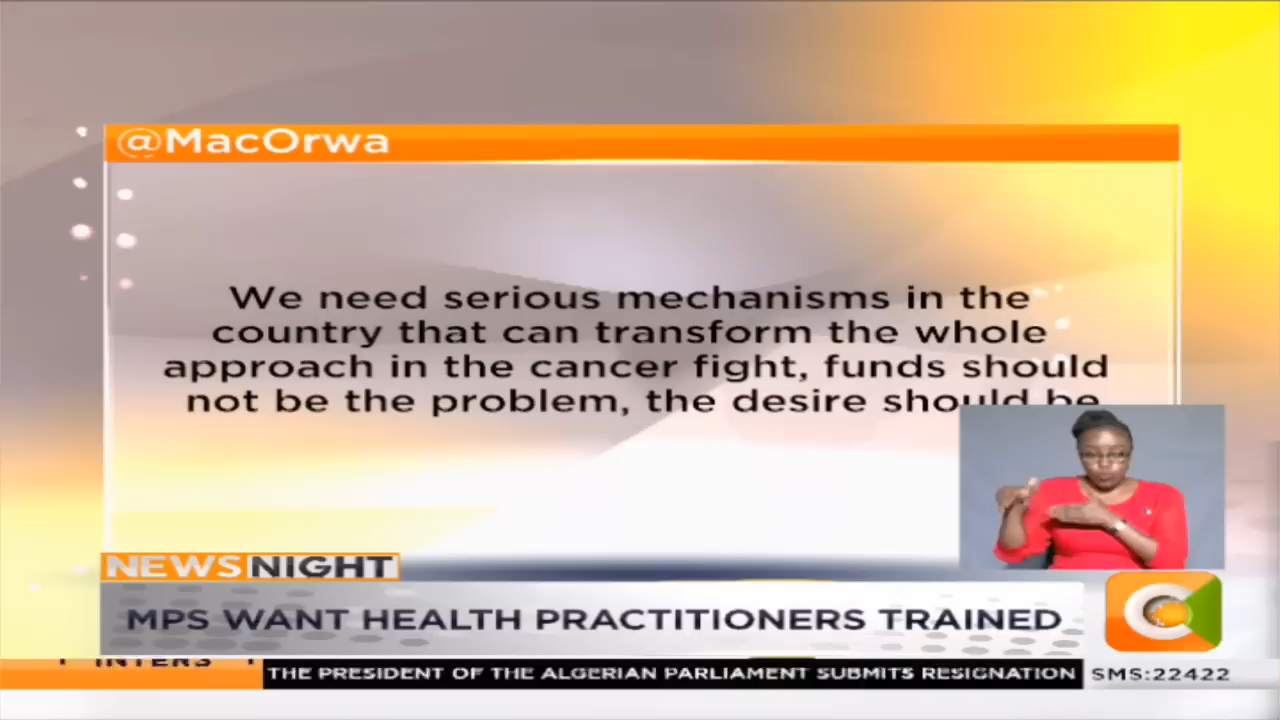 @MacOrwa
We need serious mechanisms in the
country that can transform the whole
approach in the cancer fight, funds should
not be the problem, the desire should be
NEWSNIGHT
MPS WANT HEALTH PRACTITIONERS TRAINED
THE PRESIDENT OF THE ALGERIAN PARLIAMENT SUBMITS RESIGNATION
SMS:22422